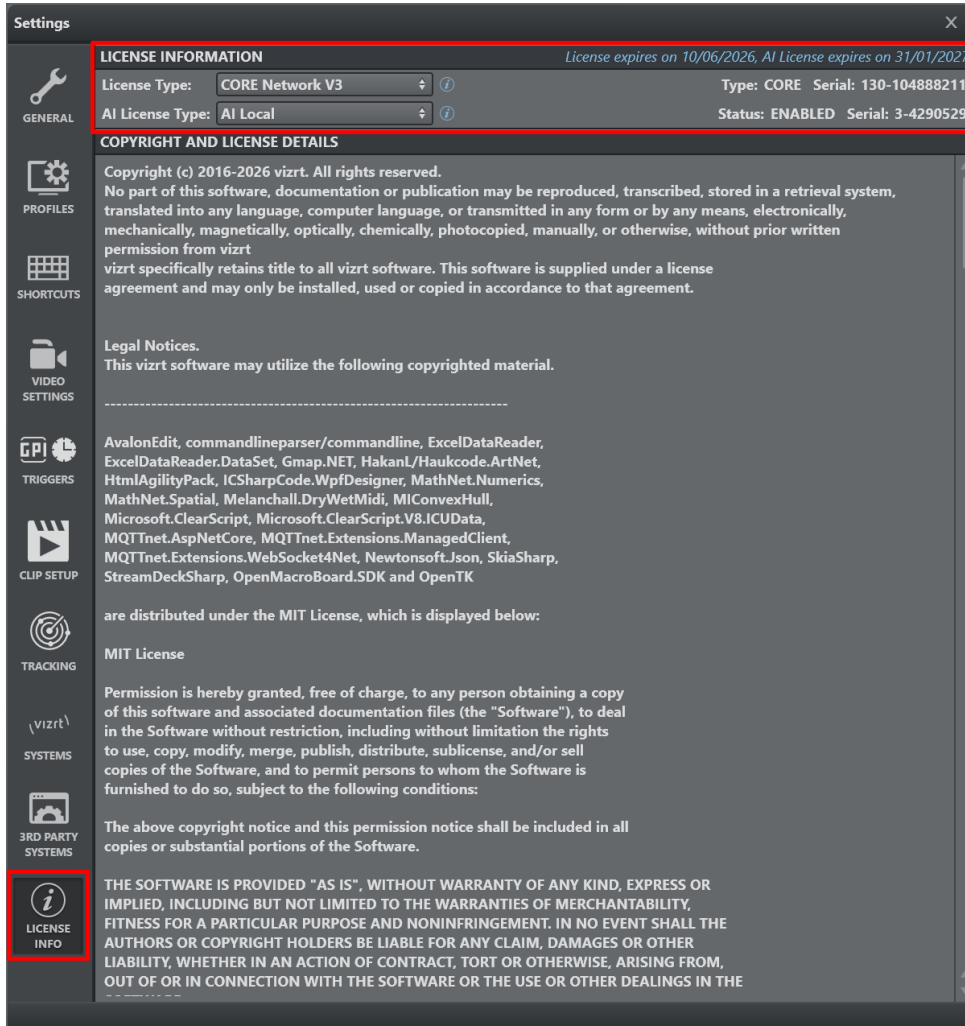 Settings
LICENSE INFORMATION
License expires on 10/06/2026, AI License expires on 31/01/2027
License Type: CORE Network V3
Type: CORE Serial: 130-104888211
AI License Type: AI Local
Status: ENABLED Serial: 3-4290529
GENERAL
PROFILES
SHORTCUTS
VIDEO
SETTINGS
GPI
TRIGGERS
CLIP SETUP
TRACKING
\vizrt\
SYSTEMS
3RD PARTY
SYSTEMS
LICENSE
INFO
COPYRIGHT AND LICENSE DETAILS
Copyright (c) 2016-2026 vizrt. All rights reserved.
No part of this software, documentation or publication may be reproduced, transcribed, stored in a retrieval system,
translated into any language, computer language, or transmitted in any form or by any means, electronically,
mechanically, magnetically, optically, chemically, photocopied, manually, or otherwise, without prior written
permission from vizrt
vizrt specifically retains title to all vizrt software. This software is supplied under a license
agreement and may only be installed, used or copied in accordance to that agreement.
Legal Notices.
This vizrt software may utilize the following copyrighted material.
----------------------------------------------------------------------
AvalonEdit, commandlineparser/commandline, ExcelDataReader,
ExcelDataReader.DataSet, Gmap.NET, HakanL/Haukcode.ArtNet,
HtmlAgilityPack, ICSharpCode.WpfDesigner, MathNet.Numerics,
MathNet.Spatial, Melanchall.DryWetMidi, MIConvexHull,
Microsoft.ClearScript, Microsoft.ClearScript.V8.ICUData,
MQTTnet.AspNetCore, MQTTnet.Extensions.ManagedClient,
MQTTnet.Extensions.WebSocket4Net, Newtonsoft.Json, SkiaSharp,
StreamDeckSharp, OpenMacroBoard.SDK and OpenTK
are distributed under the MIT License, which is displayed below:
MIT License
Permission is hereby granted, free of charge, to any person obtaining a copy
of this software and associated documentation files (the "Software"), to deal
in the Software without restriction, including without limitation the rights
to use, copy, modify, merge, publish, distribute, sublicense, and/or sell
copies of the Software, and to permit persons to whom the Software is
furnished to do so, subject to the following conditions:
The above copyright notice and this permission notice shall be included in all
copies or substantial portions of the Software.
THE SOFTWARE IS PROVIDED "AS IS", WITHOUT WARRANTY OF ANY KIND, EXPRESS OR
IMPLIED, INCLUDING BUT NOT LIMITED TO THE WARRANTIES OF MERCHANTABILITY,
FITNESS FOR A PARTICULAR PURPOSE AND NONINFRINGEMENT. IN NO EVENT SHALL THE
AUTHORS OR COPYRIGHT HOLDERS BE LIABLE FOR ANY CLAIM, DAMAGES OR OTHER
LIABILITY, WHETHER IN AN ACTION OF CONTRACT, TORT OR OTHERWISE, ARISING FROM,
OUT OF OR IN CONNECTION WITH THE SOFTWARE OR THE USE OR OTHER DEALINGS IN THE